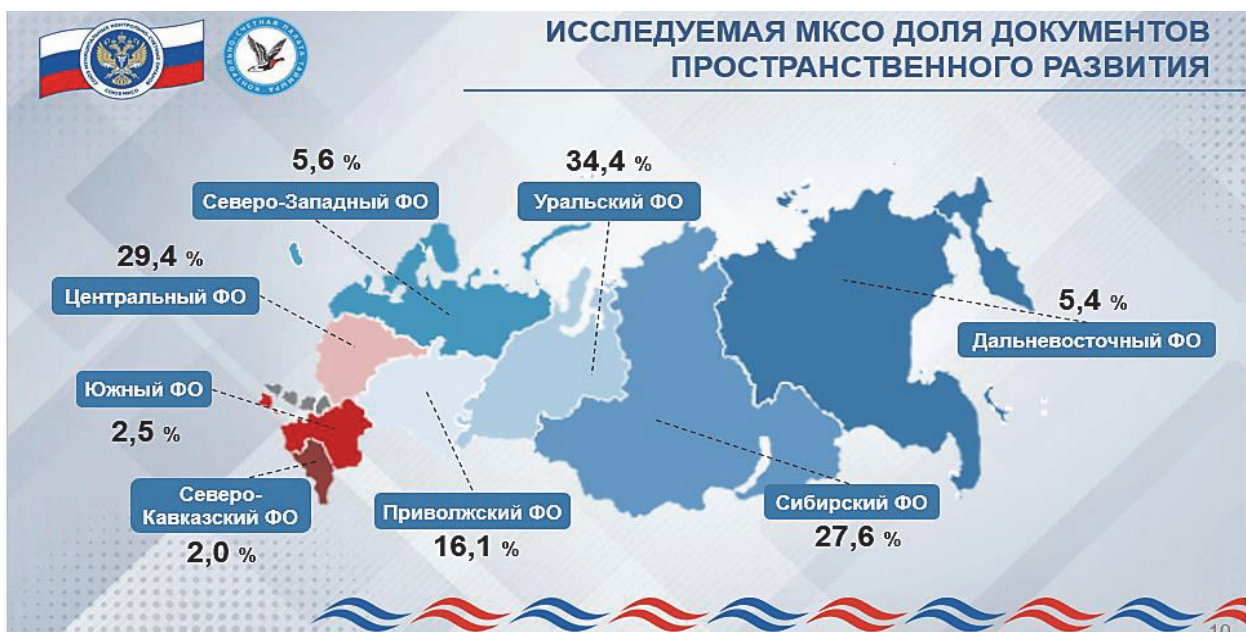 ИССЛЕДУЕМАЯ МКСО ДОЛЯ ДОКУМЕНТОВ
ПРОСТРАНСТВЕННОГО РАЗВИТИЯ
5,6 %
Северо-Западный ФО
34,4 %
Уральский ФО
29,4 %
Центральный ФО
5,4 %
Дальневосточный ФО
Южный ФО
2,5 %
Северо-
Кавказский ФО
2,0 %
Приволжский ФО
16,1 %
Сибирский ФО
27,6 %